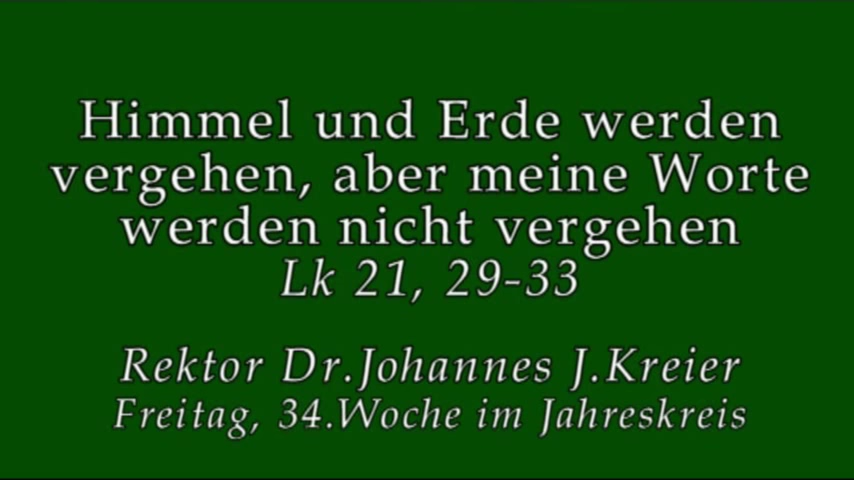 Himmel und Erde werden
vergehen, aber meine Worte
werden nicht vergehen
Lk 21, 29-33
Rektor Dr.Johannes J.Kreier
Freitag, 34.Woche im Jahreskreis